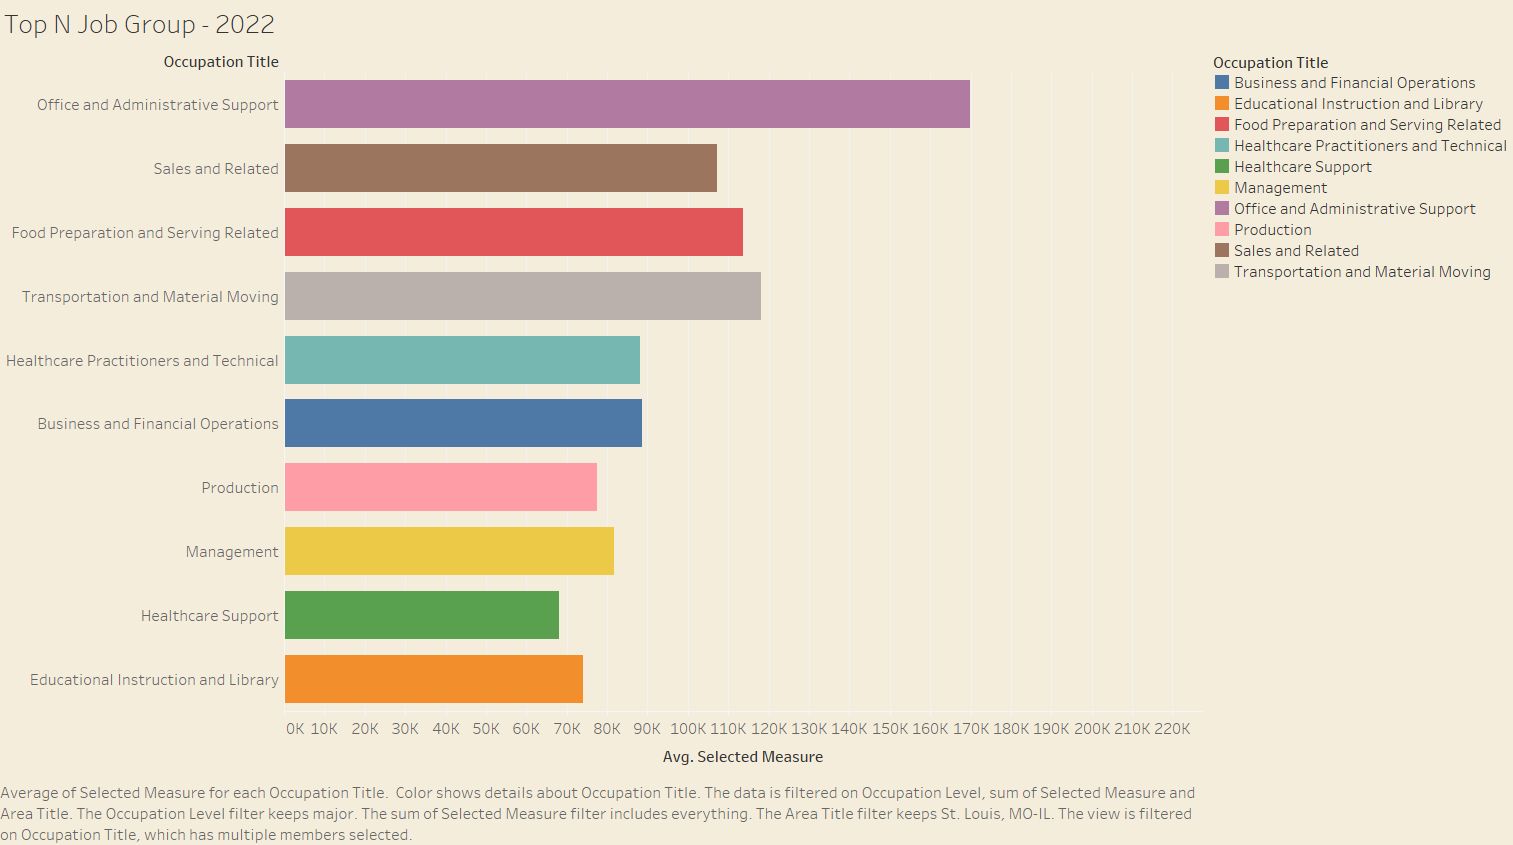 Top N Job Group - 2022
Occupation Title
Office and Administrative Support
Sales and Related
Food Preparation and Serving Related
Transportation and Material Moving
Healthcare Practitioners and Technical
Business and Financial Operations
Production
Management
Healthcare Support
Educational Instruction and Library
0K 10K 20K 30K 40K 50K 60K 70K 80K 90K 100K 110K 120K 130K 140K 150K 160K 170K 180K 190K 200K 210K 220K
Avg. Selected Measure
Occupation Title
Business and Financial Operations
Educational Instruction and Library
Food Preparation and Serving Related
Healthcare Practitioners and Technical
Healthcare Support
Management
Office and Administrative Support
Production
Sales and Related
Transportation and Material Moving
Average of Selected Measure for each Occupation Title. Color shows details about Occupation Title. The data is filtered on Occupation Level, sum of Selected Measure and
Area Title. The Occupation Level filter keeps major. The sum of Selected Measure filter includes everything. The Area Title filter keeps St. Louis, MO-IL. The view is filtered
on Occupation Title, which has multiple members selected.